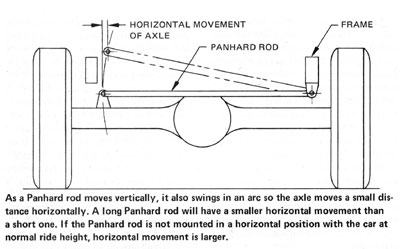 HORIZONTAL MOVEMENT
OF AXLE
FRAME
PANHARD ROD
As a Panhard rod moves vertically, it also swings in an arc so the axle moves a small dis-
tance horizontally. A long Panhard rod will have a smaller horizontal movement than
a short one. If the Panhard rod is not mounted in a horizontal position with the car at
normal ride height, horizontal movement is larger.